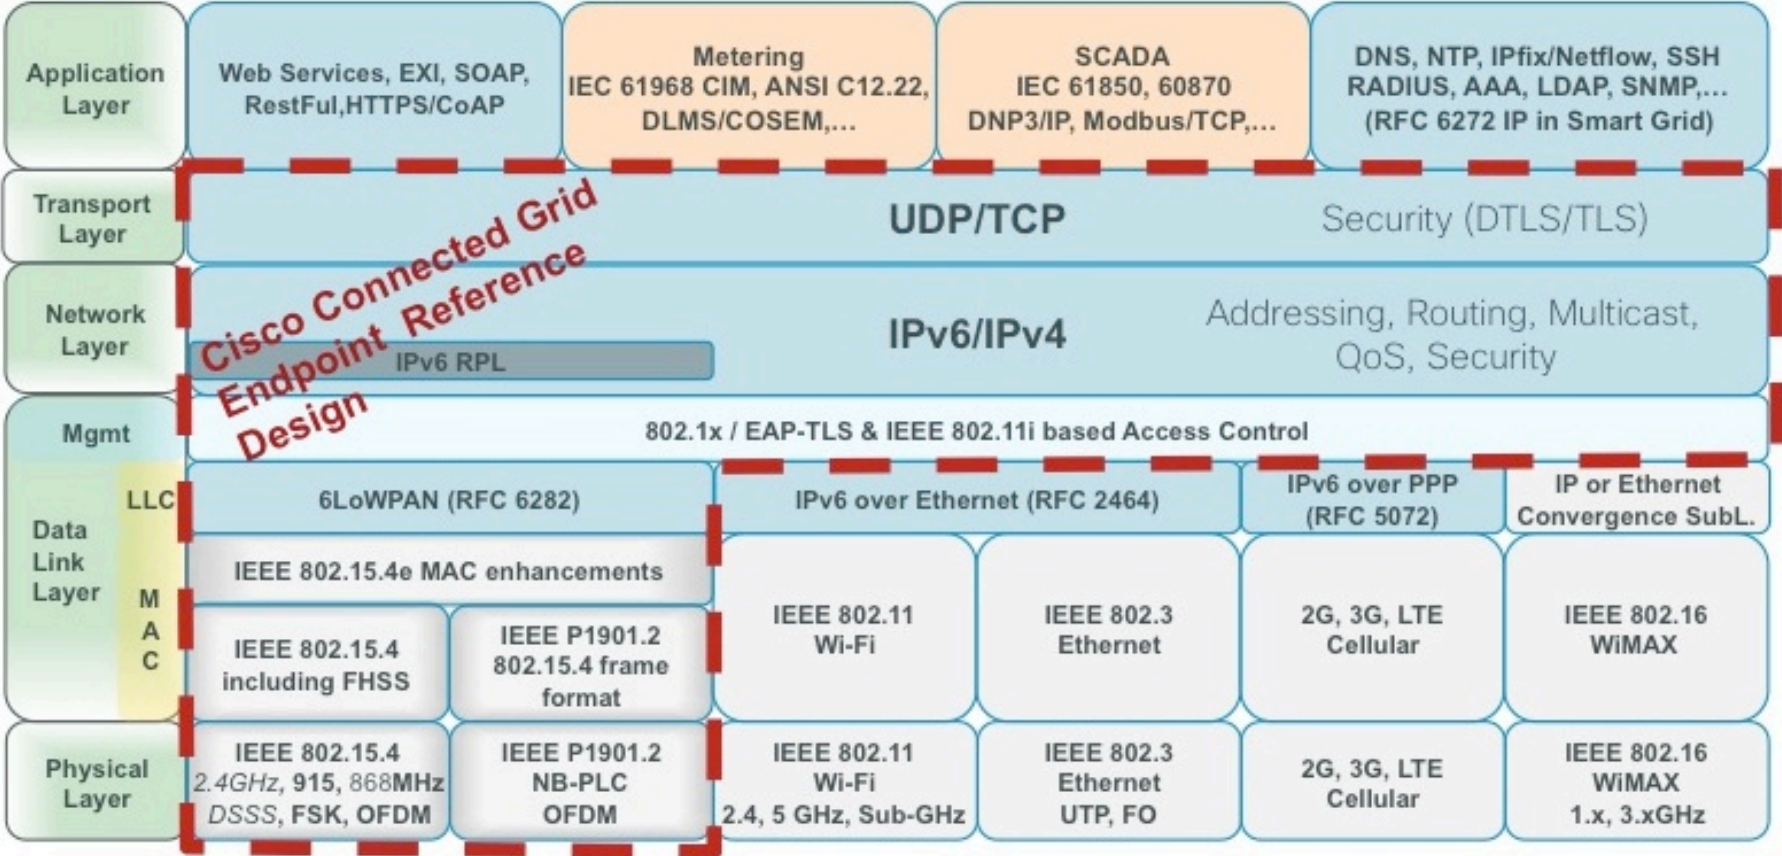 Application
Layer
Web Services, EXI, SOAP,
RestFul,HTTPS/CoAP
Metering
IEC 61968 CIM, ANSI C12.22,
DLMS/COSEM,...
SCADA
IEC 61850, 60870
DNP3/IP, Modbus/TCP,...
DNS, NTP, IPfix/Netflow, SSH
RADIUS, AAA, LDAP, SNMP,...
(RFC 6272 IP in Smart Grid)
Transport
Layer
UDP/TCP
Security (DTLS/TLS)
Cisco Connected Grid
Endpoint Reference
Design
Network
Layer
IPv6/IPv4
Addressing, Routing, Multicast,
QoS, Security
IPv6 RPL
Mgmt
802.1x / EAP-TLS & IEEE 802.11i based Access Control
Data
Link
Layer
LLC
M
A
C
6LoWPAN (RFC 6282)
IPv6 over Ethernet (RFC 2464)
IPv6 over PPP
(RFC 5072)
IP or Ethernet
Convergence SubL.
IEEE 802.15.4e MAC enhancements
IEEE 802.15.4
including FHSS
IEEE P1901.2
802.15.4 frame
format
IEEE 802.11
Wi-Fi
IEEE 802.3
Ethernet
2G, 3G, LTE
Cellular
IEEE 802.16
WiMAX
Physical
Layer
IEEE 802.15.4
2.4GHz, 915, 868MHz
DSSS, FSK, OFDM
IEEE P1901.2
NB-PLC
OFDM
IEEE 802.11
Wi-Fi
2.4, 5 GHz, Sub-GHz
IEEE 802.3
Ethernet
UTP, FO
2G, 3G, LTE
Cellular
IEEE 802.16
WiMAX
1.x, 3.xGHz